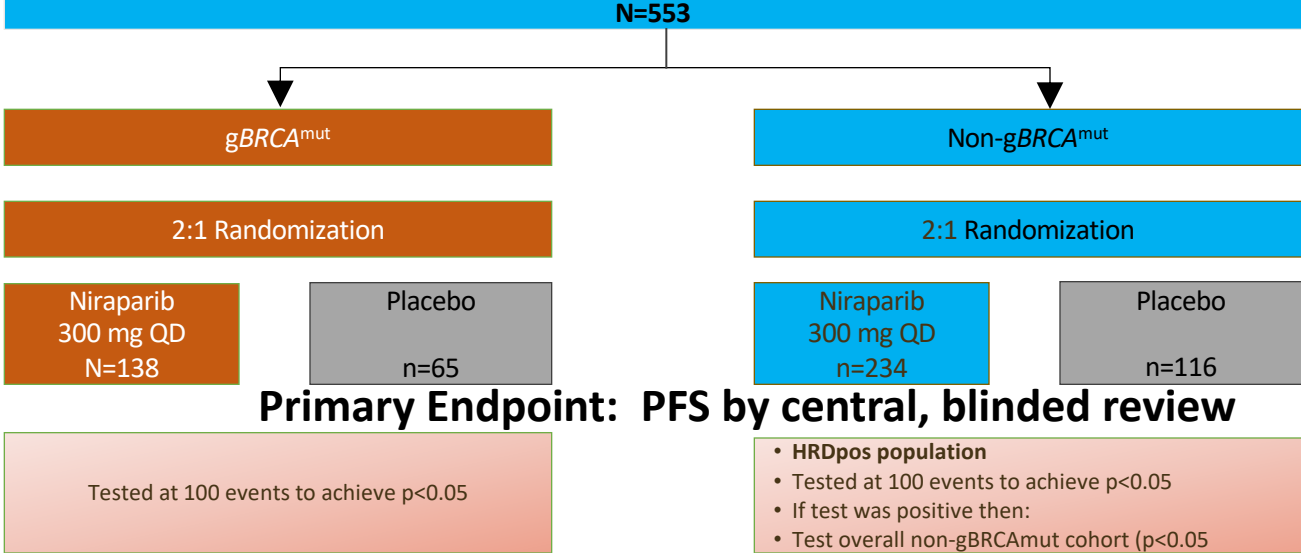 N=553
gBRCAmut
Non-gBRCAmut
2:1 Randomization
2:1 Randomization
Niraparib
300 mg QD
N=138
Placebo
n=65
Niraparib
300 mg QD
n=234
Placebo
n=116
Primary Endpoint: PFS by central, blinded review
Tested at 100 events to achieve p<0.05
• HRDpos population
• Tested at 100 events to achieve p<0.05
• If test was positive then:
• Test overall non-gBRCAmut cohort (p<0.05